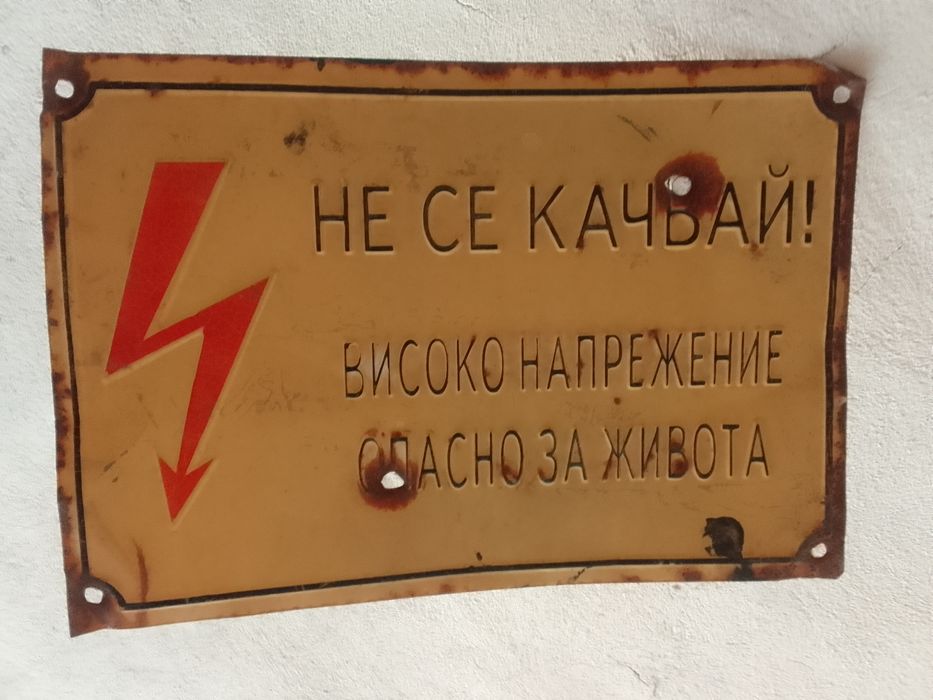 НЕ СЕ КАЧВАЙ!
ВИСОКО НАПРЕЖЕНИЕ
ОПАСНО ЗА ЖИВОТА